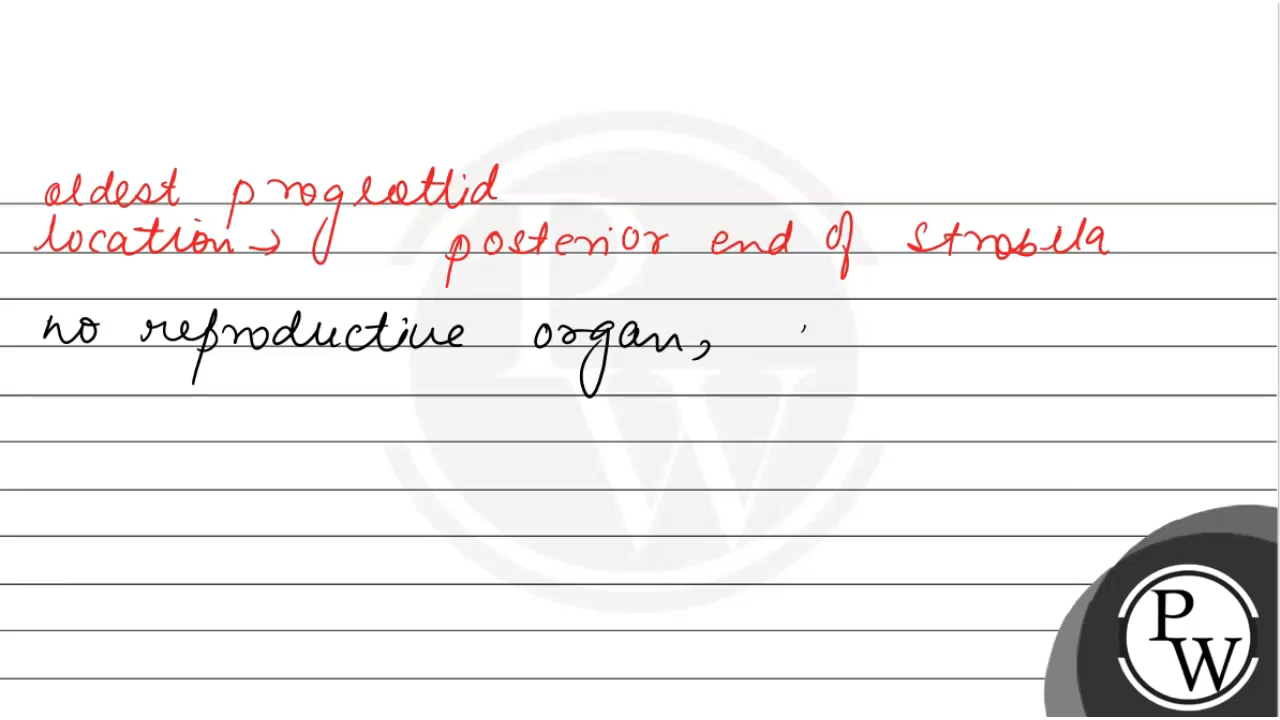 oldest proglottid
location → posterior end of strobila
no reproductive organ,
P
W
P
W